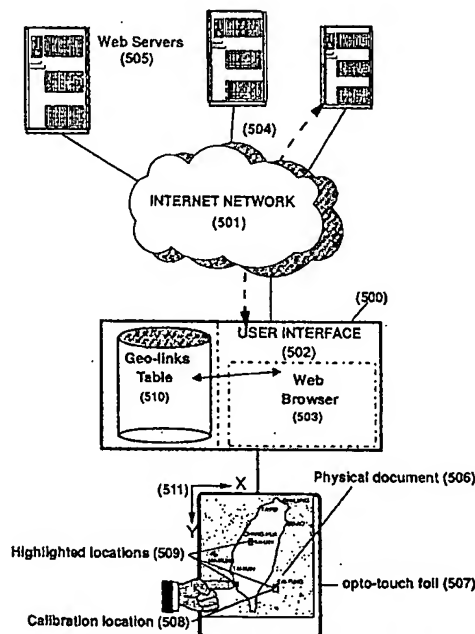 Web Servers
(505)
(504)
INTERNET NETWORK
(501)
(500)
USER INTERFACE
(502)
Geo-links
Table
(510)
Web
Browser
(503)
Physical document (506)
(511)
X
Y
Highlighted locations (509)
opto-touch foil (507)
Calibration location (508)